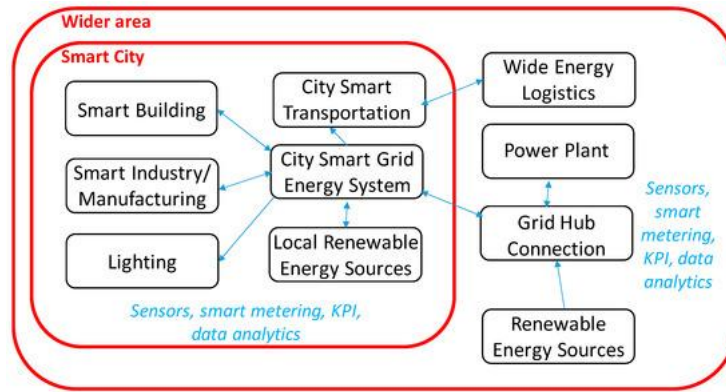 Wider area
Smart City
Smart Building
Smart Industry/
Manufacturing
Lighting
City Smart
Transportation
City Smart Grid
Energy System
Local Renewable
Energy Sources
Sensors, smart metering, KPI,
data analytics
Wide Energy
Logistics
Power Plant
Grid Hub
Connection
Renewable
Energy Sources
Sensors,
smart
metering,
KPI, data
analytics